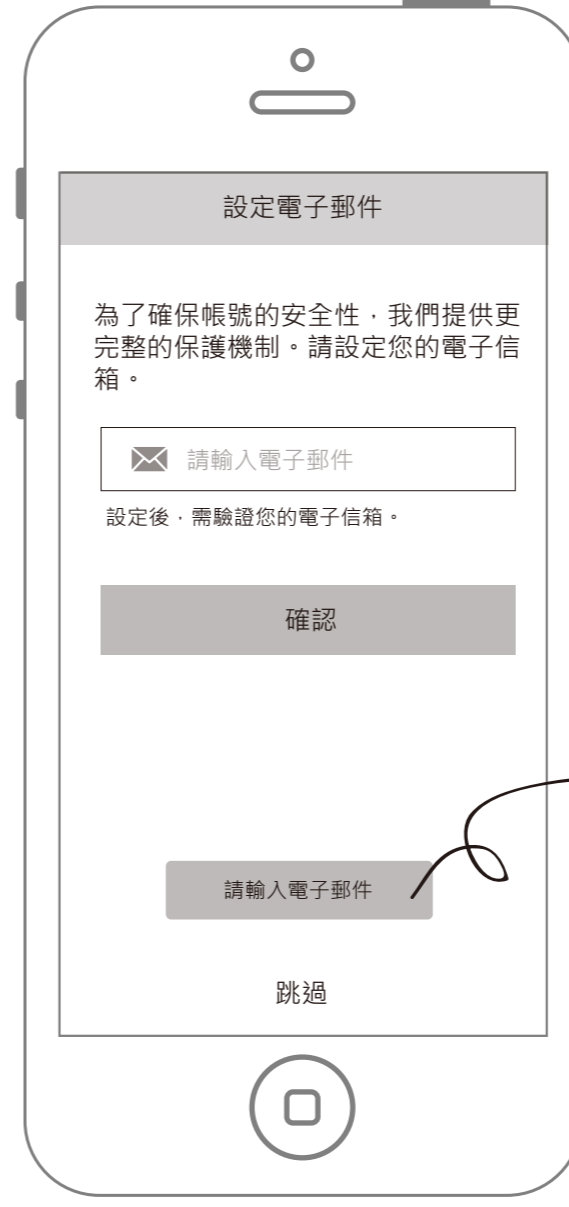 設定電子郵件
為了確保帳號的安全性，我們提供更
完整的保護機制。請設定您的電子信
箱。
請輸入電子郵件
設定後，需驗證您的電子信箱。
確認
請輸入電子郵件
跳過